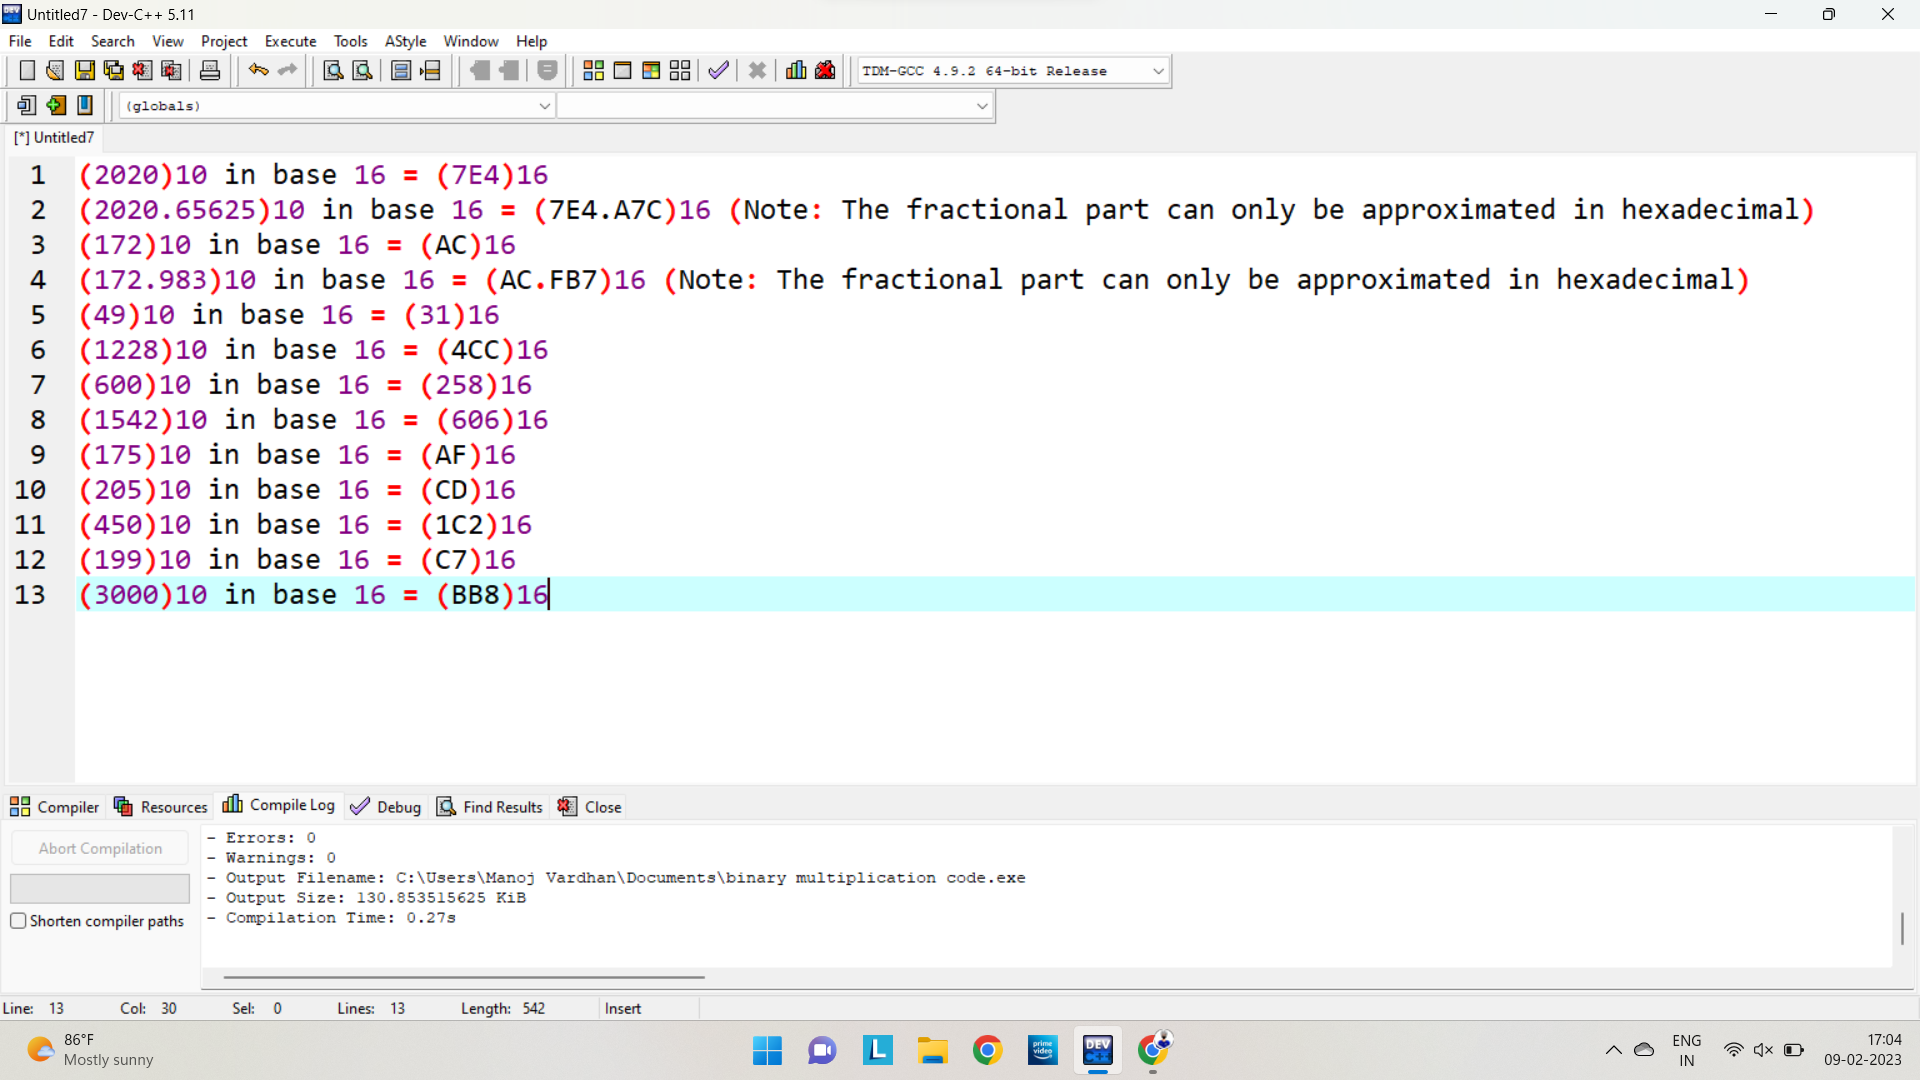 Untitled7 - Dev-C++ 5.11
File Edit Search View Project Execute Tools AStyle Window Help
TDM-GCC 4.9.2 64-bit Release
(globals)
[*] Untitled7
1 (2020)10 in base 16 = (7E4)16
2 (2020.65625)10 in base 16 = (7E4.A7C)16 (Note: The fractional part can only be approximated in hexadecimal)
3 (172)10 in base 16 = (AC)16
4 (172.983)10 in base 16 = (AC.FB7)16 (Note: The fractional part can only be approximated in hexadecimal)
5 (49)10 in base 16 = (31)16
6 (1228)10 in base 16 = (4CC)16
7 (600)10 in base 16 = (258)16
8 (1542)10 in base 16 = (606)16
9 (175)10 in base 16 = (AF)16
10 (205)10 in base 16 = (CD)16
11 (450)10 in base 16 = (1C2)16
12 (199)10 in base 16 = (C7)16
13 (3000)10 in base 16 = (BB8)16
Compiler Resources Compile Log Debug Find Results Close
Abort Compilation
Shorten compiler paths
- Errors: 0
- Warnings: 0
- Output Filename: C:\Users\Manoj Vardhan\Documents\binary multiplication code.exe
- Output Size: 130.853515625 KiB
- Compilation Time: 0.27s
Line: 13 Col: 30 Sel: 0 Lines: 13 Length: 542 Insert
86°F
Mostly sunny
L
prime video
DEV C++
ENG
IN
17:04
09-02-2023